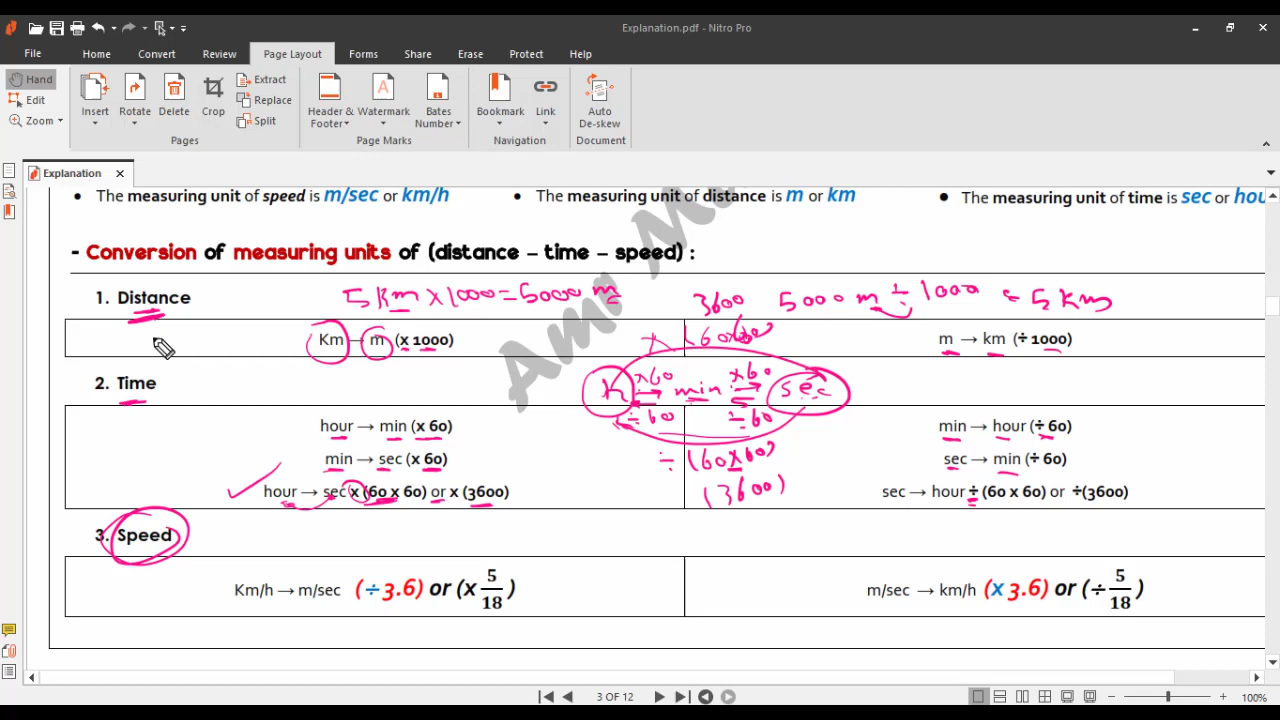 Explanation.pdf - Nitro Pro
File Home Convert Review Page Layout Forms Share Erase Protect Help
Hand
Edit
Zoom
Insert Rotate Delete Crop
Extract
Replace
Split
Header & Footer Watermark Bates Number
Bookmark Link
Auto De-skew
Pages Page Marks Navigation Document
Explanation
• The measuring unit of speed is m/sec or km/h
• The measuring unit of distance is m or km
• The measuring unit of time is sec or hou
- Conversion of measuring units of (distance – time – speed) :
1. Distance
5 Km x 1000 = 5000 m
3600
5000 m ÷ 1000 = 5 Km
Km → m (x 1000)
x (60x60)
m → km (÷ 1000)
2. Time
h x60 min x60 sec
÷60 ÷60
hour → min (x 60)
min → hour (÷ 60)
min → sec (x 60)
÷ (60x60)
sec → min (÷ 60)
hour → sec x (60 x 60) or x (3600)
(3600)
sec → hour ÷ (60 x 60) or ÷(3600)
3. Speed
Km/h → m/sec (÷3.6) or (x 5/18)
m/sec → km/h (x 3.6) or (÷ 5/18)
Amr M
3 OF 12
100%